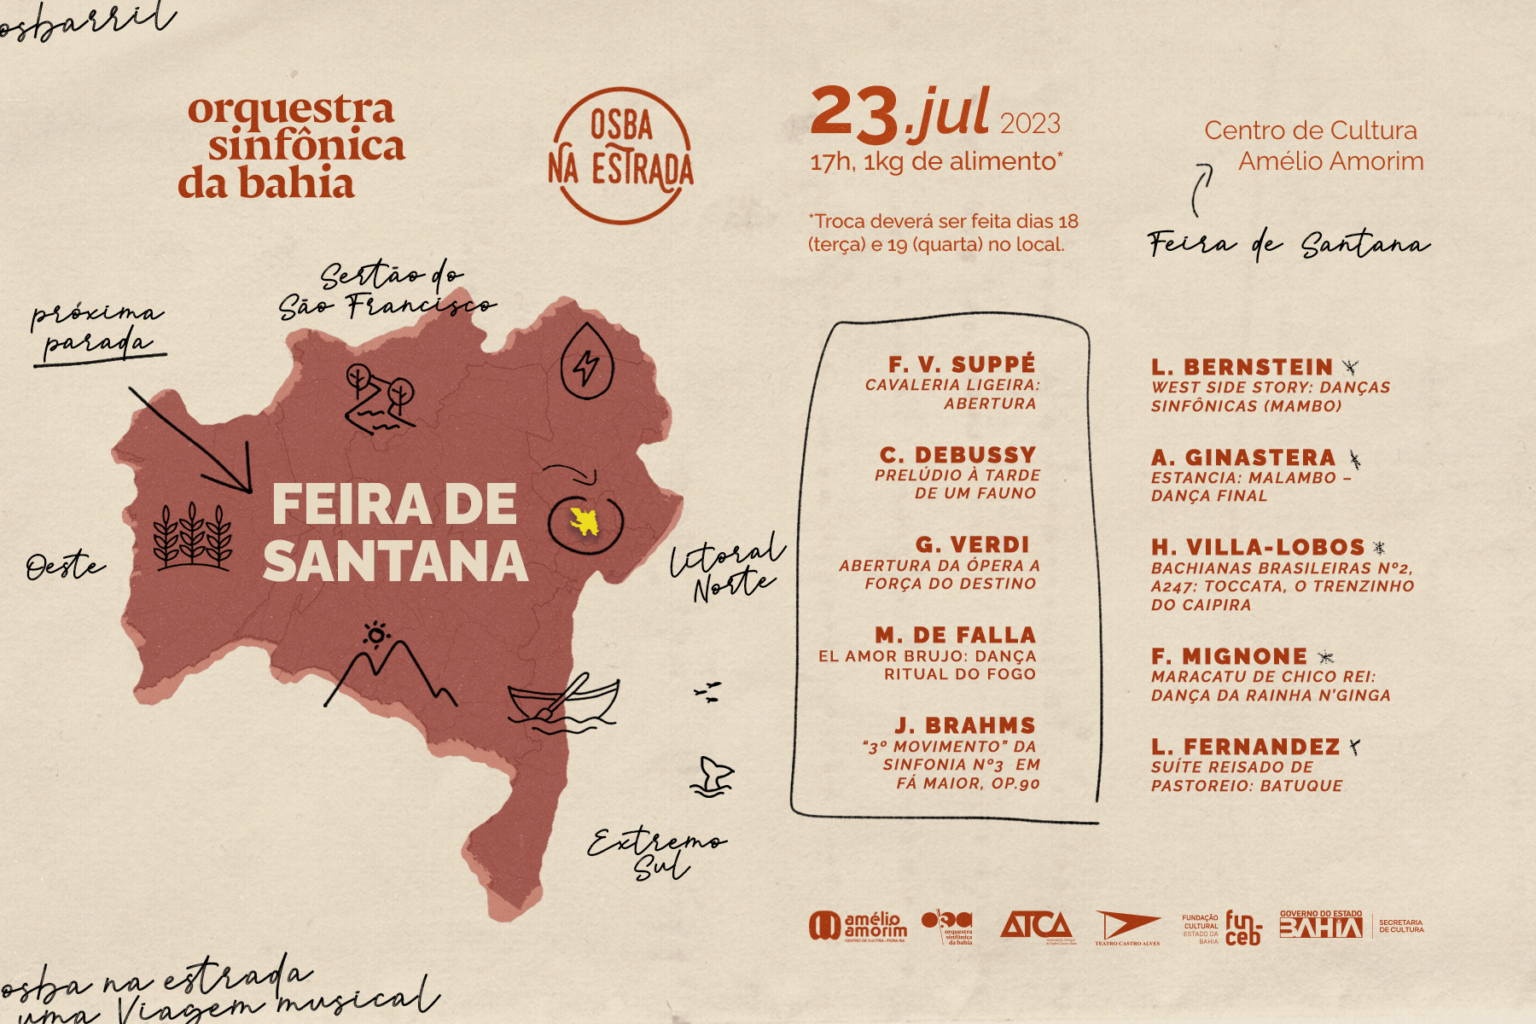 osbarril
orquestra
sinfônica
da bahia
OSBA
NA ESTRADA
23.jul 2023
17h, 1kg de alimento*
*Troca deverá ser feita dias 18
(terça) e 19 (quarta) no local.
Centro de Cultura
Amélio Amorim
Feira de Santana
próxima
parada
Sertão do
São Francisco
FEIRA DE
SANTANA
Oeste
Litoral
Norte
Extremo
Sul
F. V. SUPPÉ
CAVALERIA LIGEIRA:
ABERTURA
C. DEBUSSY
PRELÚDIO À TARDE
DE UM FAUNO
G. VERDI
ABERTURA DA ÓPERA A
FORÇA DO DESTINO
M. DE FALLA
EL AMOR BRUJO: DANÇA
RITUAL DO FOGO
J. BRAHMS
“3º MOVIMENTO” DA
SINFONIA Nº3 EM
FÁ MAIOR, OP.90
L. BERNSTEIN
WEST SIDE STORY: DANÇAS
SINFÔNICAS (MAMBO)
A. GINASTERA
ESTANCIA: MALAMBO –
DANÇA FINAL
H. VILLA-LOBOS
BACHIANAS BRASILEIRAS Nº2,
A247: TOCCATA, O TRENZINHO
DO CAIPIRA
F. MIGNONE
MARACATU DE CHICO REI:
DANÇA DA RAINHA N'GINGA
L. FERNANDEZ
SUÍTE REISADO DE
PASTOREIO: BATUQUE
amélio
amorim
orquestra
sinfônica
da bahia
ATCA
TEATRO CASTRO ALVES
FUNDAÇÃO
CULTURAL
ESTADO DA
BAHIA
fun_
ceb
GOVERNO DO ESTADO
BAHIA
SECRETARIA
DE CULTURA
osba na estrada
uma Viagem musical